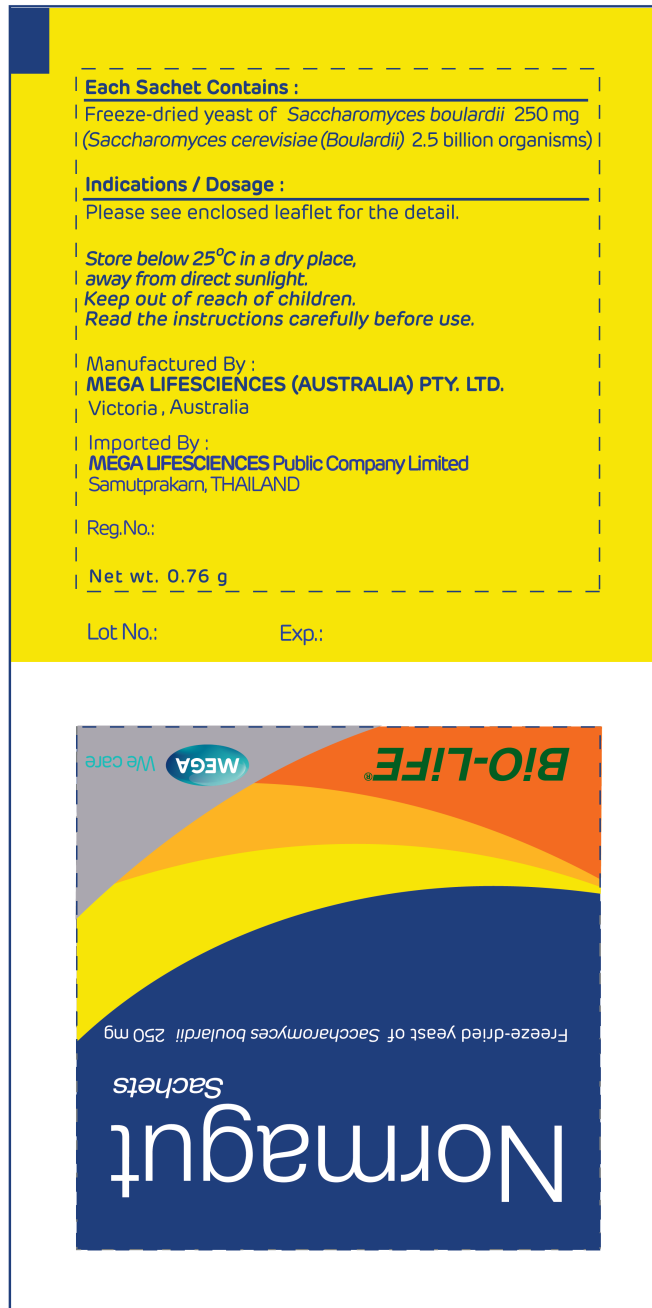 Each Sachet Contains :
Freeze-dried yeast of Saccharomyces boulardii 250 mg
(Saccharomyces cerevisiae (Boulardii) 2.5 billion organisms)
Indications / Dosage :
Please see enclosed leaflet for the detail.
Store below 25°C in a dry place,
away from direct sunlight.
Keep out of reach of children.
Read the instructions carefully before use.
Manufactured By :
MEGA LIFESCIENCES (AUSTRALIA) PTY. LTD.
Victoria , Australia
Imported By :
MEGA LIFESCIENCES Public Company Limited
Samutprakarn, THAILAND
Reg.No.:
Net wt. 0.76 g
Lot No.: Exp.:
Normagut
Sachets
Freeze-dried yeast of Saccharomyces boulardii 250 mg
BiO-LiFE®
MEGA We care